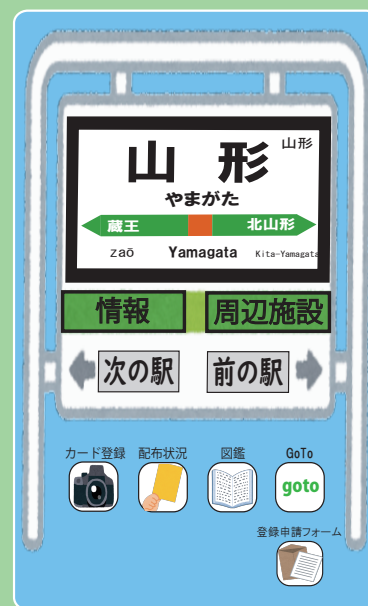 山形
山形
やまがた
蔵王 北山形
zaō Yamagata Kita-Yamagata
情報 周辺施設
次の駅 前の駅
カード登録 配布状況 図鑑 GoTo
goto
登録申請フォーム